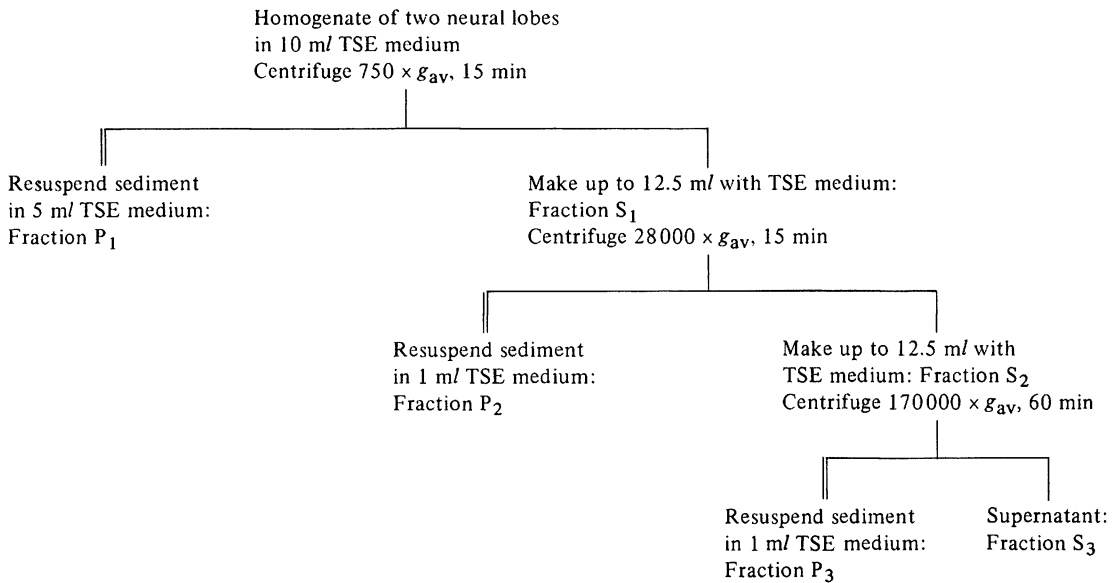 Homogenate of two neural lobes
in 10 ml TSE medium
Centrifuge 750 × gav, 15 min
Resuspend sediment
in 5 ml TSE medium:
Fraction P1
Make up to 12.5 ml with TSE medium:
Fraction S1
Centrifuge 28000 × gav, 15 min
Resuspend sediment
in 1 ml TSE medium:
Fraction P2
Make up to 12.5 ml with
TSE medium: Fraction S2
Centrifuge 170000 × gav, 60 min
Resuspend sediment
in 1 ml TSE medium:
Fraction P3
Supernatant:
Fraction S3